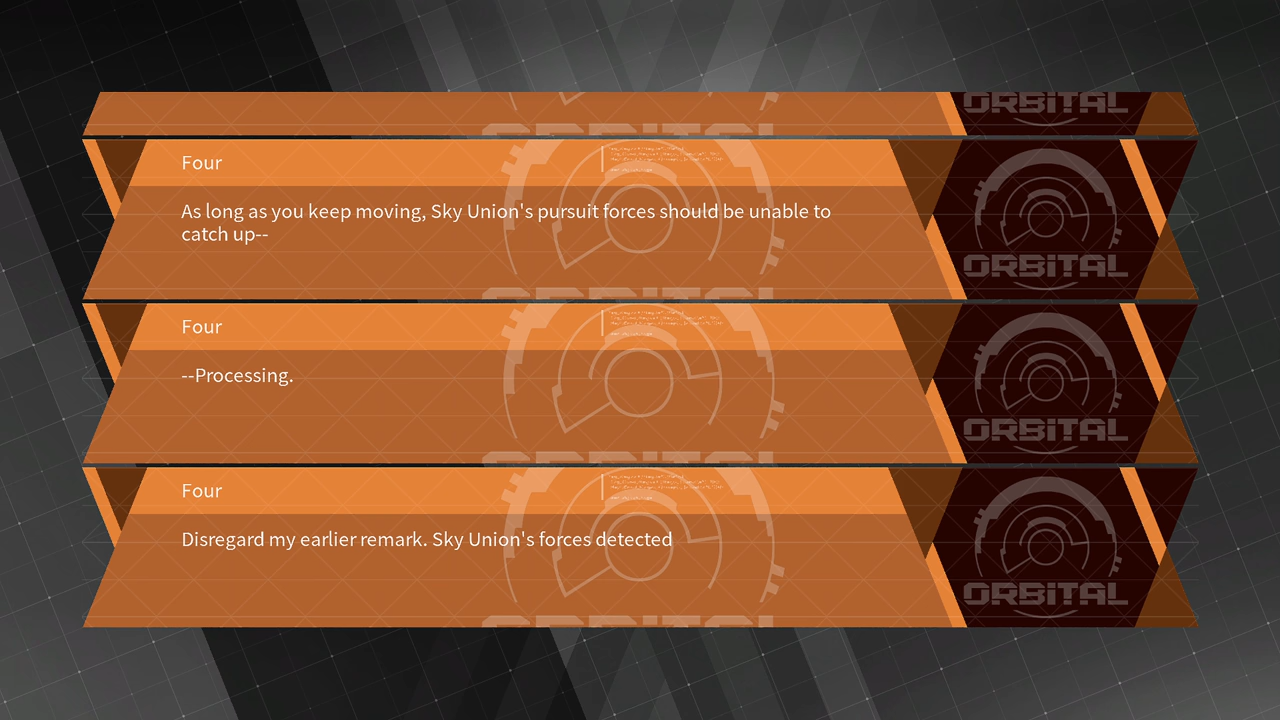 ORBITAL
Four
As long as you keep moving, Sky Union's pursuit forces should be unable to
catch up--
ORBITAL
Four
--Processing.
ORBITAL
Four
Disregard my earlier remark. Sky Union's forces detected
ORBITAL